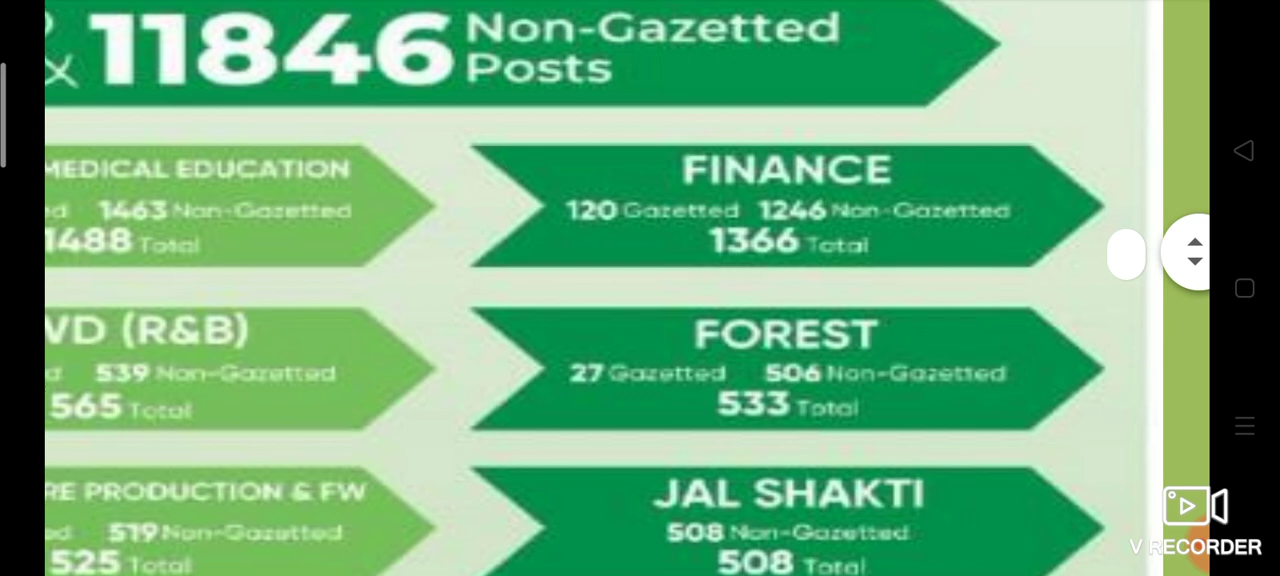 & 11846 Non-Gazetted
Posts
MEDICAL EDUCATION
1463 Non-Gazetted
1488 Total
FINANCE
120 Gazetted 1246 Non-Gazetted
1366 Total
WD (R&B)
539 Non-Gazetted
565 Total
FOREST
27 Gazetted 506 Non-Gazetted
533 Total
RE PRODUCTION & FW
519 Non-Gazetted
525 Total
JAL SHAKTI
508 Non-Gazetted
508 Total
V RECORDER